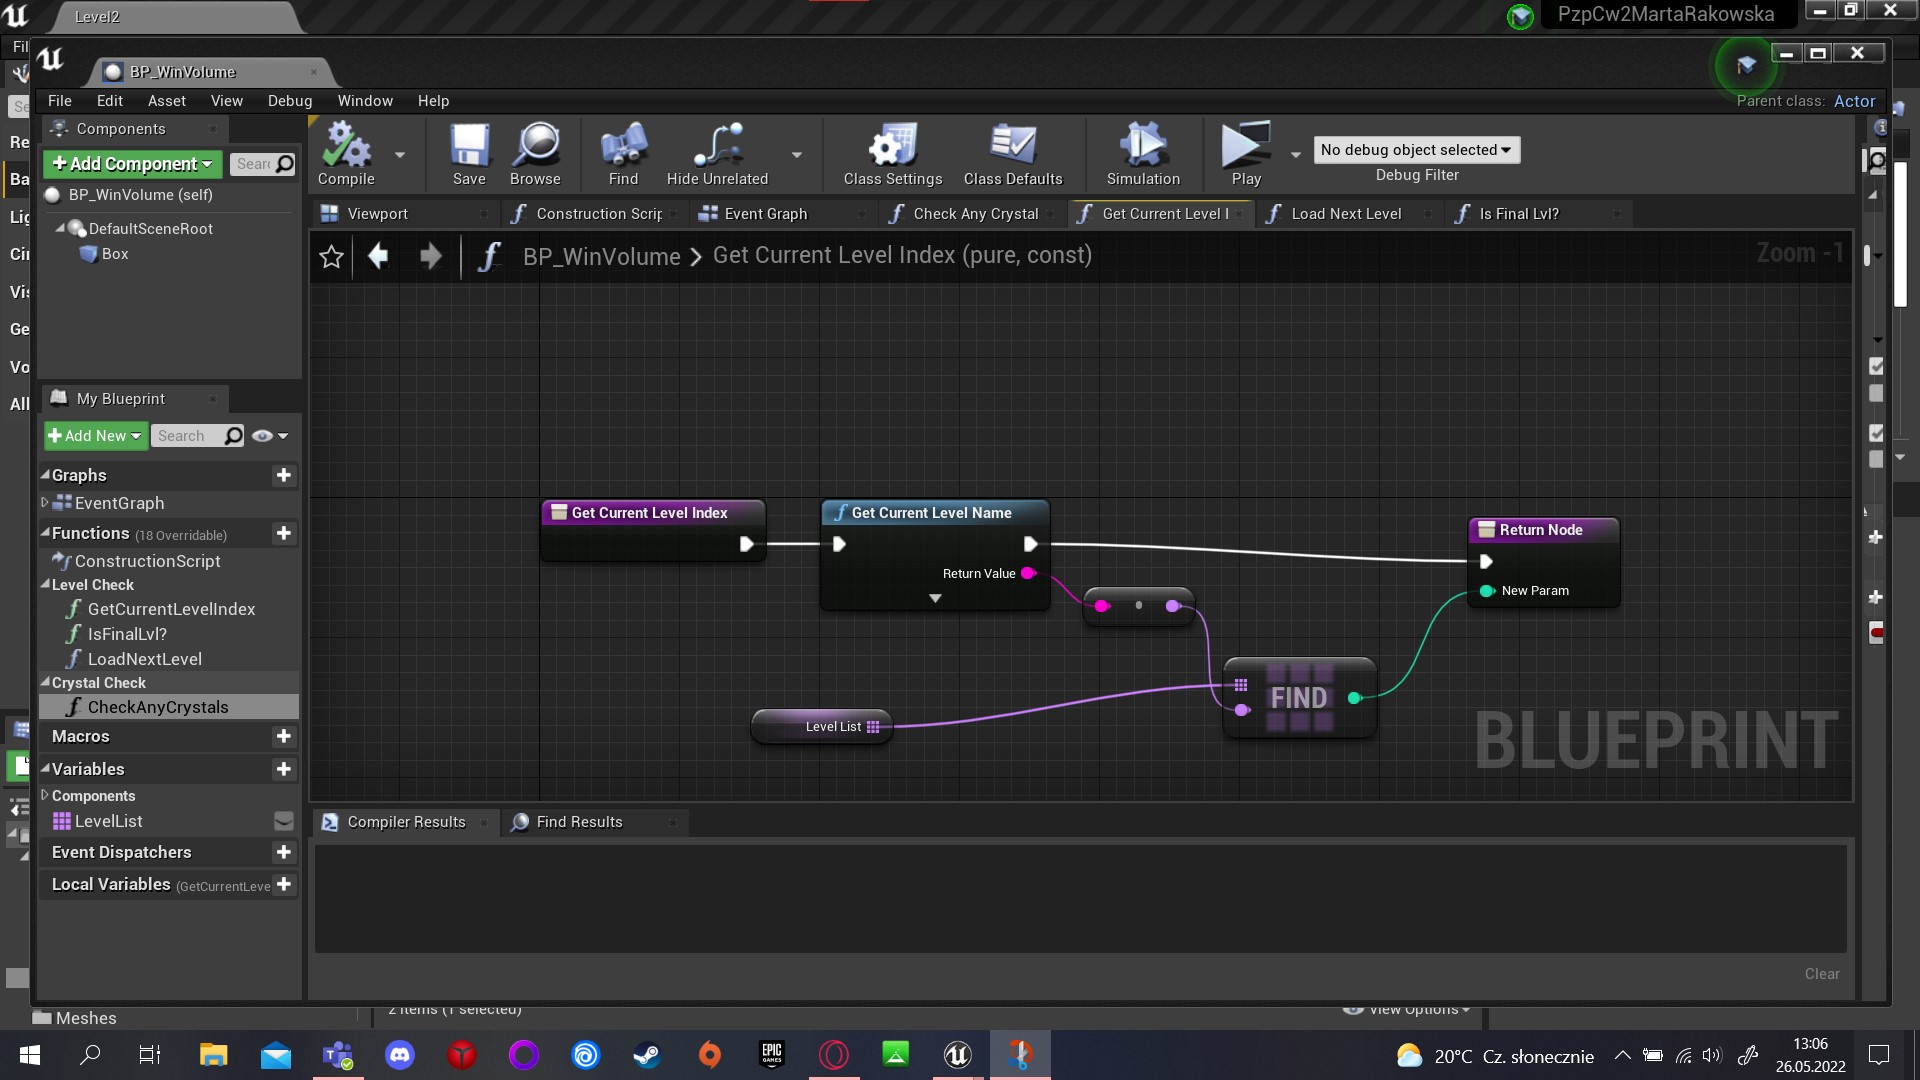 Level2
PzpCw2MartaRakowska
Fil
BP_WinVolume
File Edit Asset View Debug Window Help
Parent class: Actor
Components
Add Component
Sear
BP_WinVolume (self)
DefaultSceneRoot
Box
Se
Re
Ba
Lig
Cin
Vis
Ge
Vo
All
Compile
Save
Browse
Find
Hide Unrelated
Class Settings
Class Defaults
Simulation
Play
No debug object selected
Debug Filter
Viewport
Construction Scrip
Event Graph
Check Any Crystal
Get Current Level I
Load Next Level
Is Final Lvl?
BP_WinVolume > Get Current Level Index (pure, const)
Zoom -1
My Blueprint
Add New
Search
Graphs
EventGraph
Functions (18 Overridable)
ConstructionScript
Level Check
GetCurrentLevelIndex
IsFinalLvl?
LoadNextLevel
Crystal Check
CheckAnyCrystals
Macros
Variables
Components
LevelList
Event Dispatchers
Local Variables (GetCurrentLeve
Get Current Level Index
Get Current Level Name
Return Value
Return Node
New Param
Level List
FIND
BLUEPRINT
Compiler Results
Find Results
Clear
Meshes
2 items (1 selected)
View Options
EPIC
GAMES
20°C Cz. słonecznie
13:06
26.05.2022